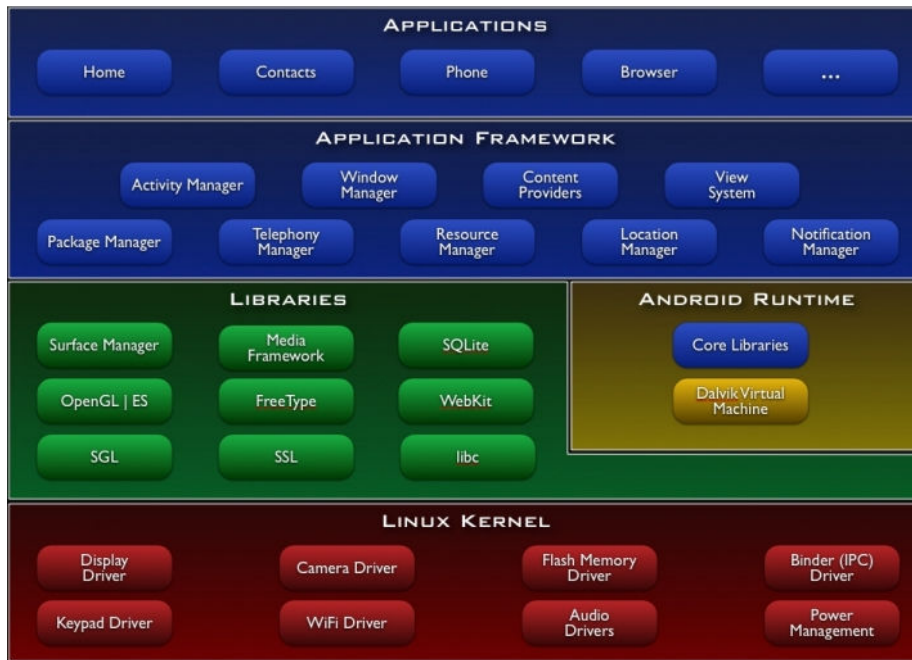 APPLICATIONS
Home
Contacts
Phone
Browser
...
APPLICATION FRAMEWORK
Activity Manager
Window
Manager
Content
Providers
View
System
Package Manager
Telephony
Manager
Resource
Manager
Location
Manager
Notification
Manager
LIBRARIES
Surface Manager
Media
Framework
SQLite
OpenGL | ES
FreeType
WebKit
SGL
SSL
libc
ANDROID RUNTIME
Core Libraries
Dalvik Virtual
Machine
LINUX KERNEL
Display
Driver
Camera Driver
Flash Memory
Driver
Binder (IPC)
Driver
Keypad Driver
WiFi Driver
Audio
Drivers
Power
Management